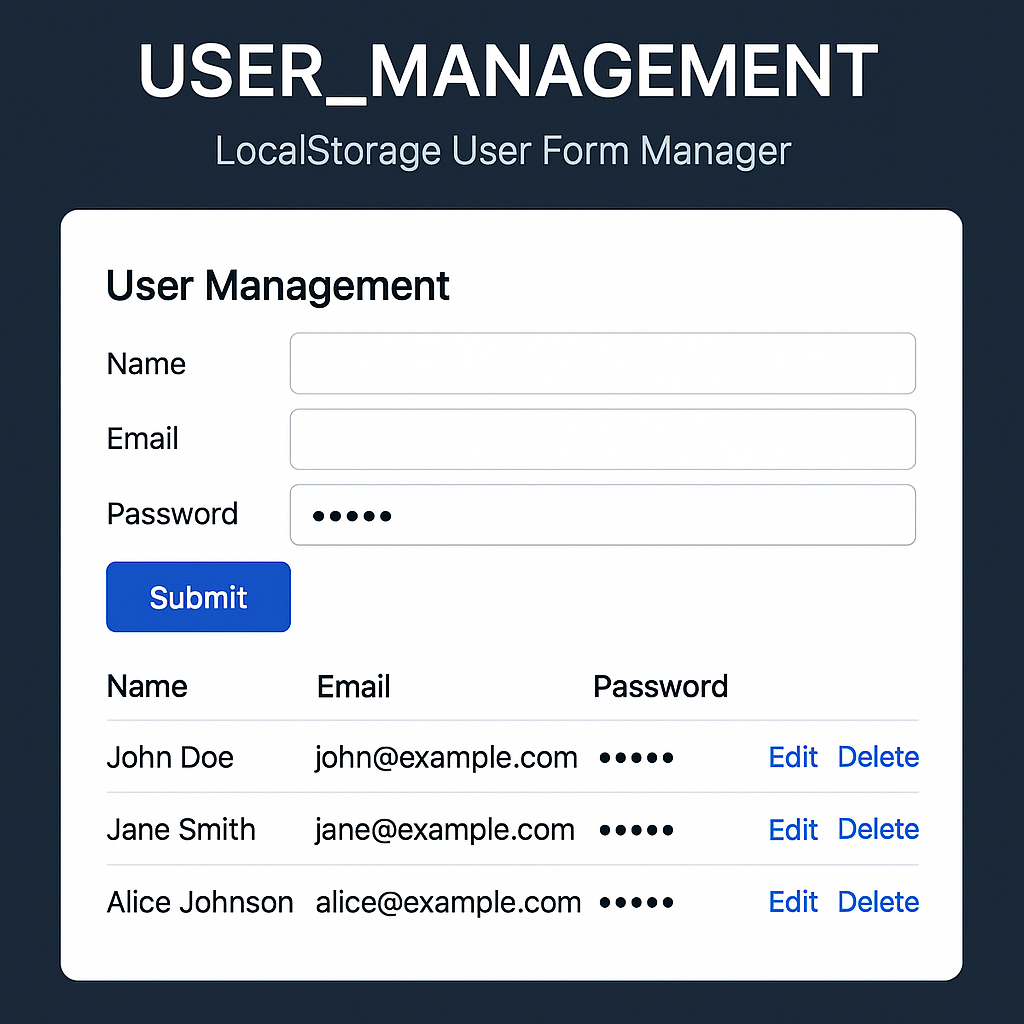 USER_MANAGEMENT
LocalStorage User Form Manager
User Management
Name
Email
Password •••••
Submit
Name Email Password
John Doe john@example.com ••••• Edit Delete
Jane Smith jane@example.com ••••• Edit Delete
Alice Johnson alice@example.com ••••• Edit Delete